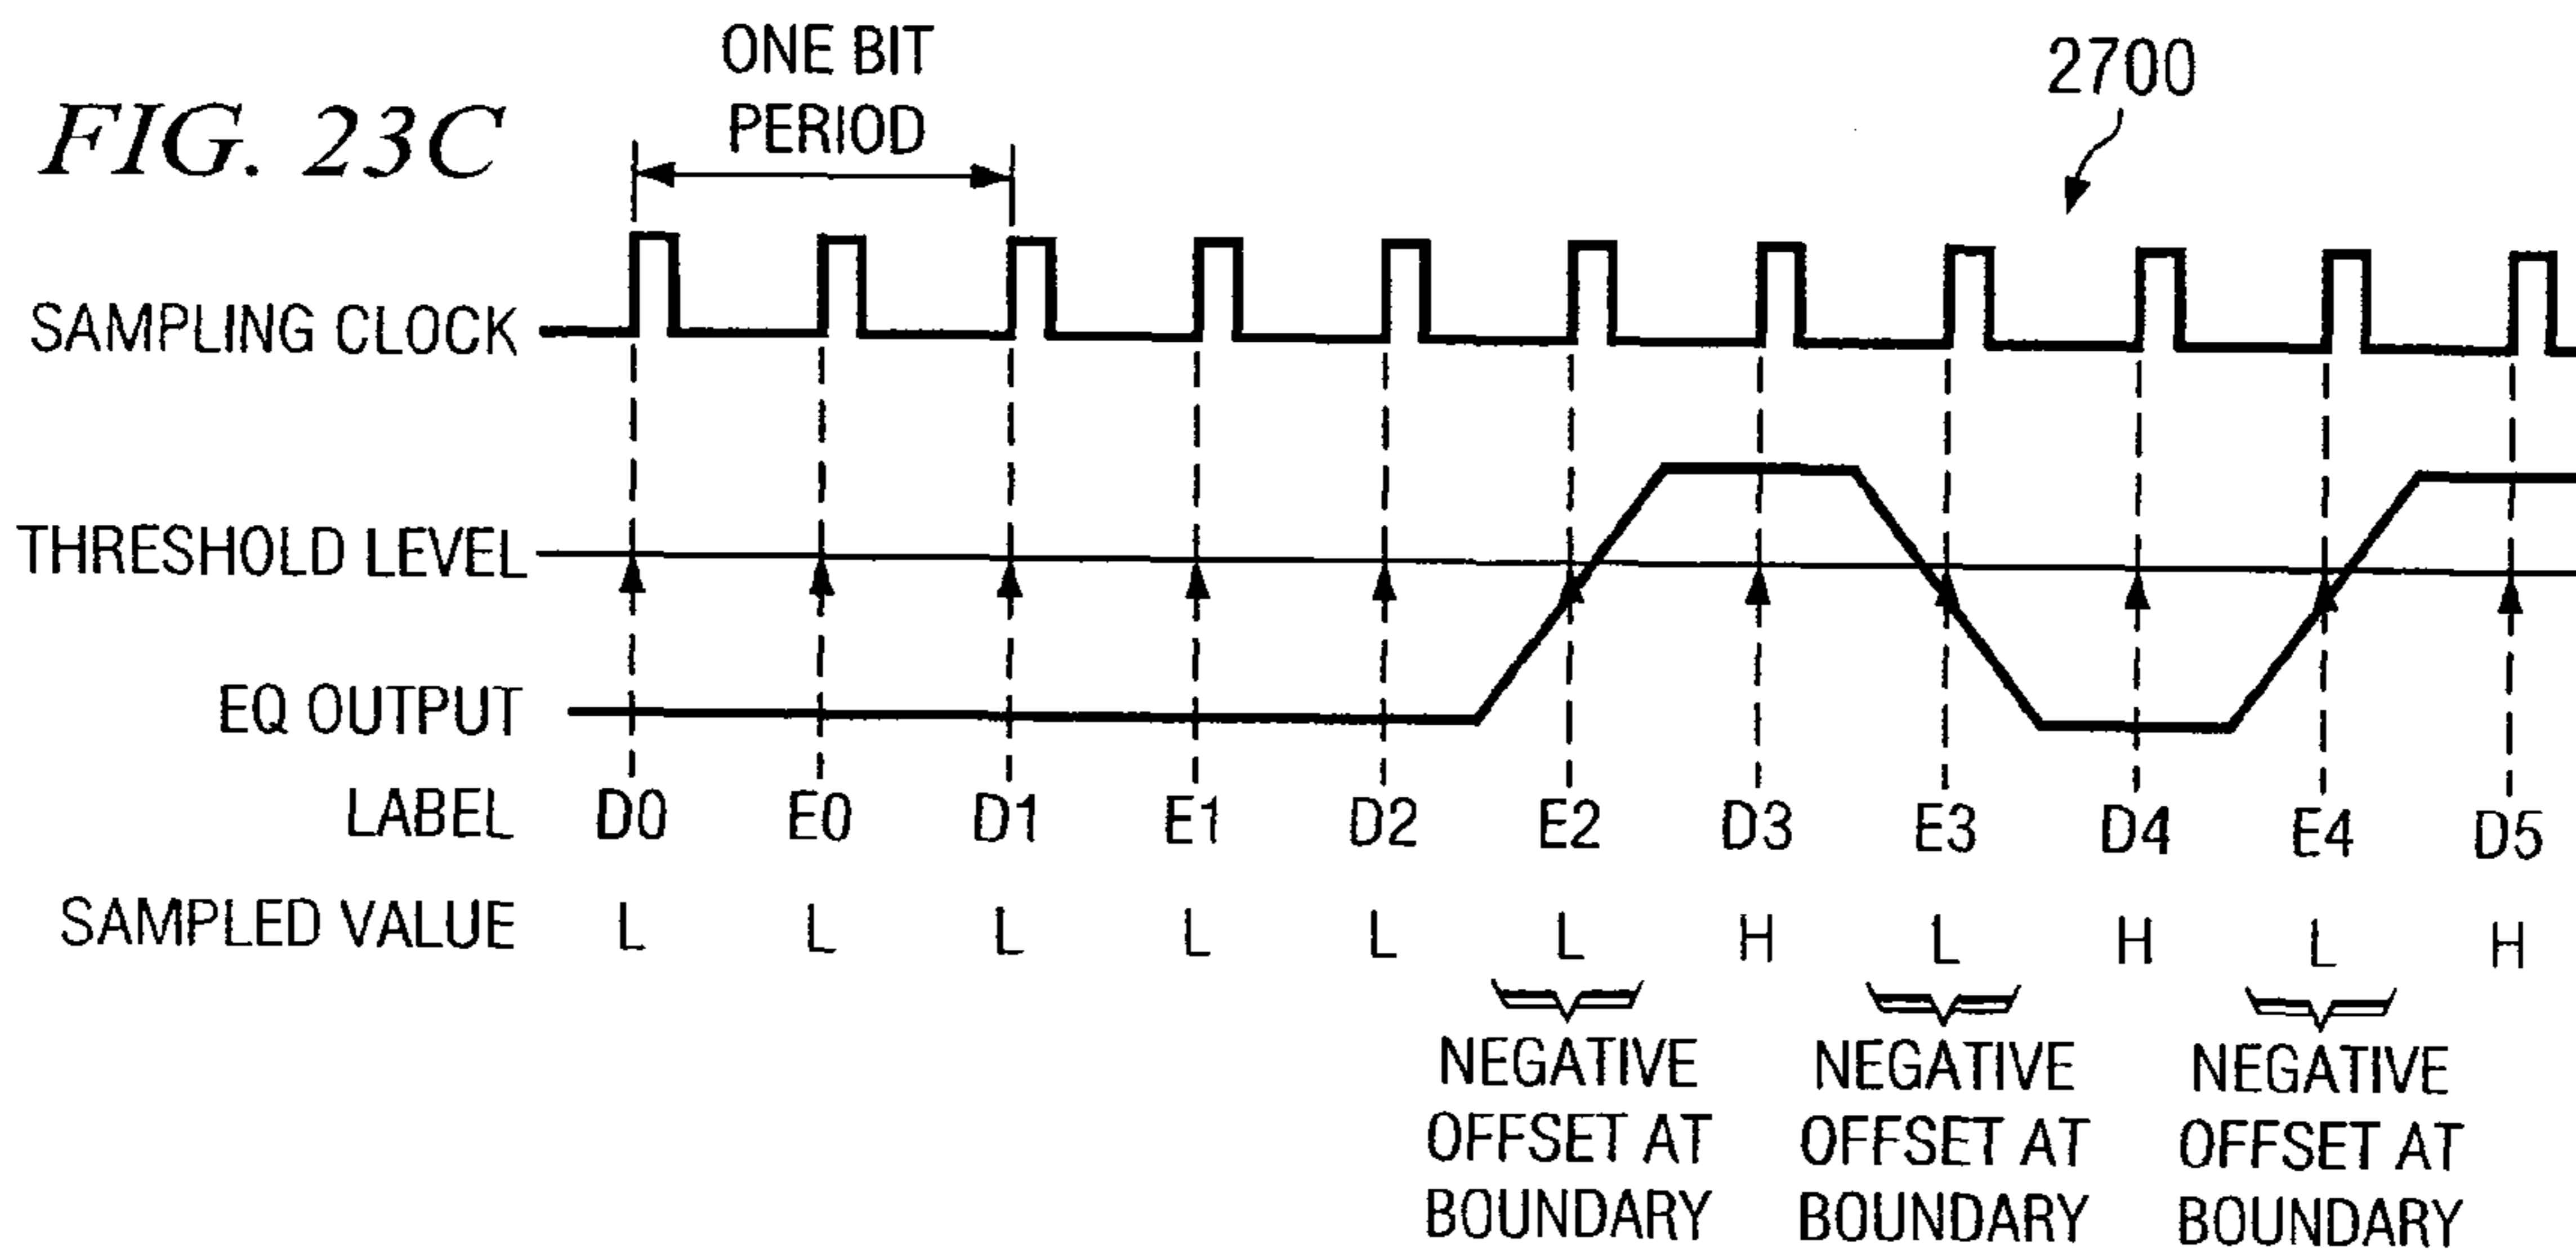 FIG. 23C
ONE BIT
PERIOD
2700
SAMPLING CLOCK
THRESHOLD LEVEL
EQ OUTPUT
LABEL D0 E0 D1 E1 D2 E2 D3 E3 D4 E4 D5
SAMPLED VALUE L L L L L L H L H L H
NEGATIVE OFFSET AT BOUNDARY
NEGATIVE OFFSET AT BOUNDARY
NEGATIVE OFFSET AT BOUNDARY